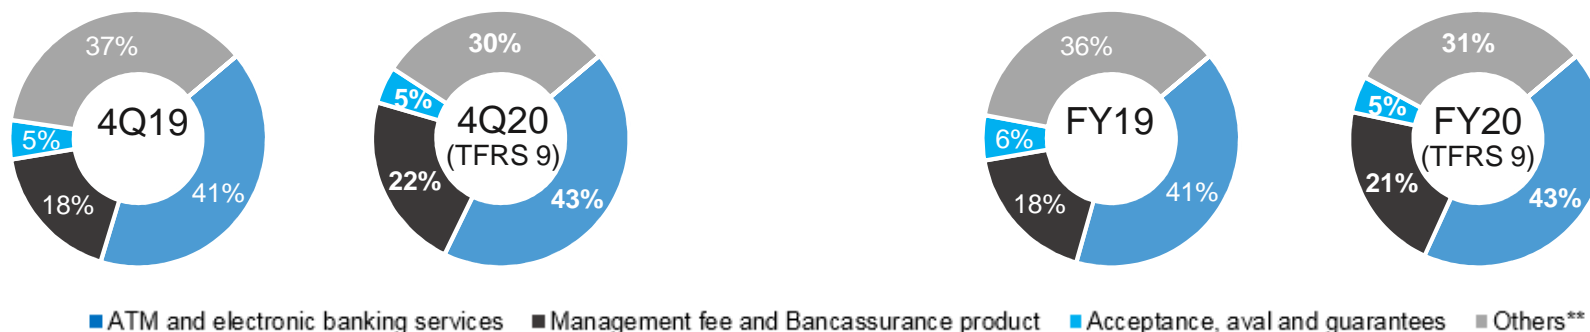 37%
5%
18%
41%
4Q19
30%
5%
22%
43%
4Q20
(TFRS 9)
36%
6%
18%
41%
FY19
31%
5%
21%
43%
FY20
(TFRS 9)
ATM and electronic banking services
Management fee and Bancassurance product
Acceptance, aval and guarantees
Others**